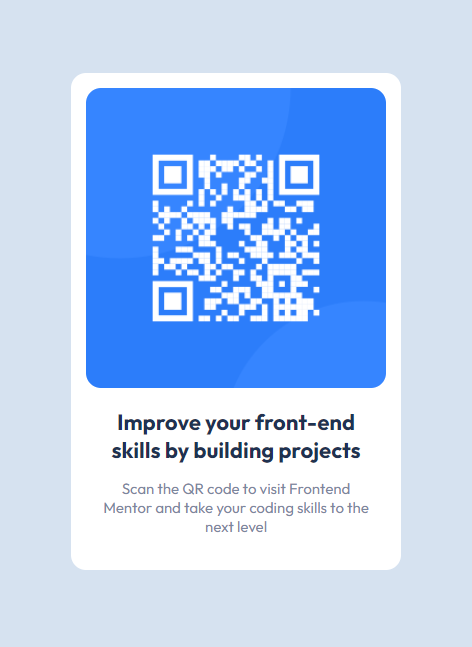 Improve your front-end
skills by building projects
Scan the QR code to visit Frontend
Mentor and take your coding skills to the
next level